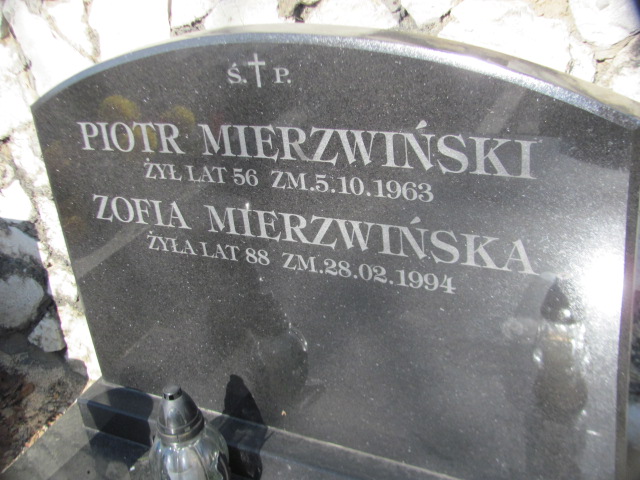 Ś. † P.
PIOTR MIERZWIŃSKI
ŻYŁ LAT 56 ZM.5.10.1963
ZOFIA MIERZWIŃSKA
ŻYŁA LAT 88 ZM.28.02.1994